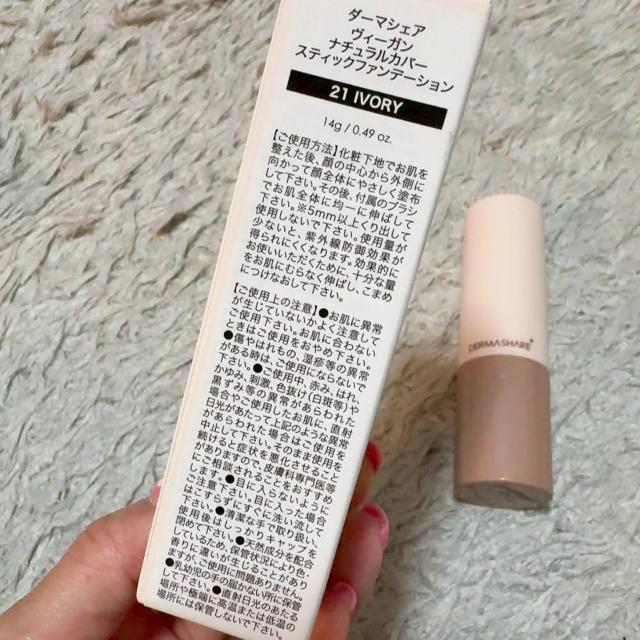 ダーマシェア
ヴィーガン
ナチュラルカバー
スティックファンデーション
21 IVORY
14g / 0.49 oz.
【ご使用方法】化粧下地でお肌を
整えた後、顔の中心から外側に
向かって顔全体にやさしく塗布
して下さい。その後、付属のブラシ
でお肌全体に均一に伸ばして
下さい。※5mm以上くり出して
使用しないで下さい。使用量が
少ないと、紫外線防御効果が
得られにくくなります。効果的に
お使いいただくために、十分な量
をお肌にむらなく伸ばし、こまめ
につけなおして下さい。
【ご使用上の注意】●お肌に異常
が生じていないかよく注意して
ご使用下さい。お肌に合わない
ときはご使用をおやめ下さい。
●傷やはれもの、湿疹等の異常
がある時は、ご使用にならないで
下さい。●ご使用中、赤み、はれ、
かゆみ、刺激、色抜け(白斑等)や
黒ずみ等の異常があらわれた
場合やご使用したお肌に、直射
日光があたって上記のような異常
があらわれた場合はご使用を
中止して下さい。そのまま使用を
続けると症状を悪化させること
がありますので、皮膚科専門医等
にご相談されることをおすすめ
します。●目に入らないように
ご注意下さい。目に入った場合
はこすらずにすぐに洗い流して
下さい。●清潔な手で取り扱い、
使用後はしっかりキャップを
閉めて下さい。●天然成分を配合
しているため、保管状況により色、
香りに違いが生じることがあり
ますが、ご使用に問題ありません。
●乳幼児の手の届かない所に保管
して下さい。●直射日光のあたる
場所や極端に高温または低温の
場所には保管しないで下さい。
DERMASHARE+